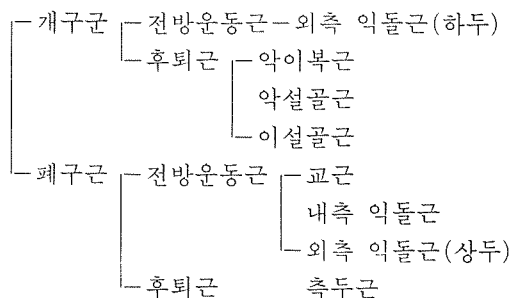 개구군 전방운동근-외측 익돌근(하두)
후퇴근 악이복근
악설골근
이설골근
폐구근 전방운동근 교근
내측 익돌근
외측 익돌근(상두)
후퇴근 측두근